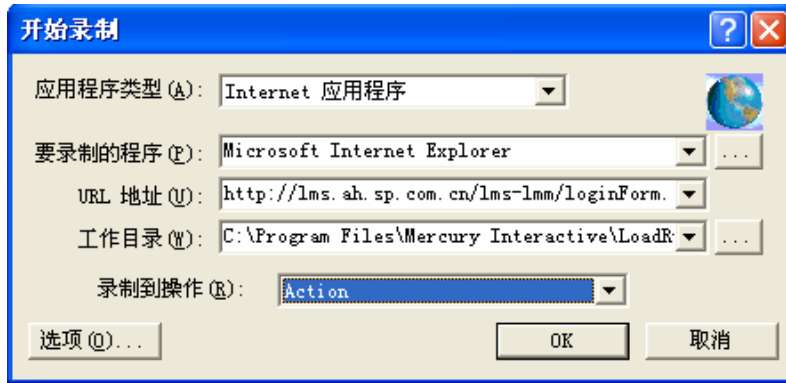 开始录制
应用程序类型(A): Internet 应用程序
要录制的程序(P): Microsoft Internet Explorer ...
URL 地址(U): http://lms.ah.sp.com.cn/lms-lmm/loginForm.
工作目录(W): C:\Program Files\Mercury Interactive\LoadR ...
录制到操作(R): Action
选项(O)... OK 取消